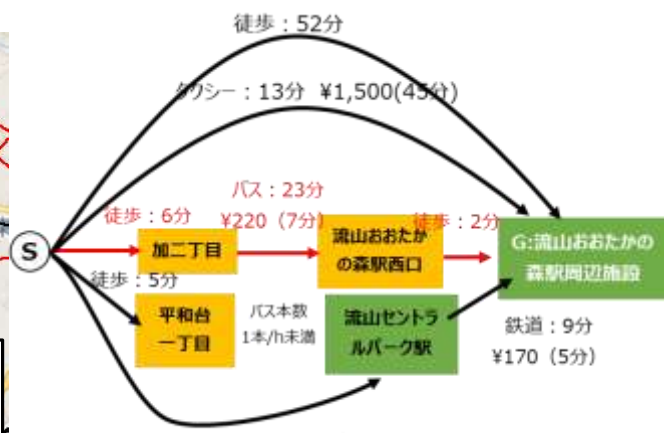 徒歩：52分
タクシー：13分 ¥1,500(45分)
バス：23分
¥220（7分）
徒歩：6分
徒歩：2分
S
加二丁目
流山おおたか
の森駅西口
G:流山おおたかの
森駅周辺施設
徒歩：5分
平和台
一丁目
バス本数
1本/h未満
流山セントラ
ルパーク駅
鉄道：9分
¥170（5分）